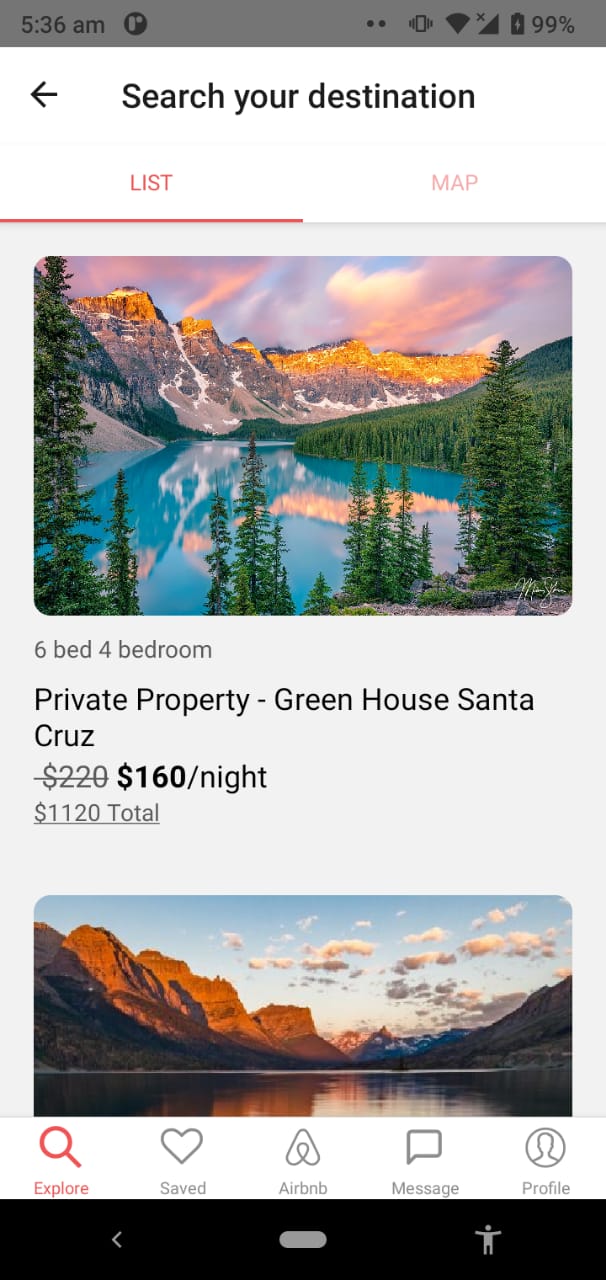 5:36 am
99%
Search your destination
LIST
MAP
6 bed 4 bedroom
Private Property - Green House Santa
Cruz
$220 $160/night
$1120 Total
Explore
Saved
Airbnb
Message
Profile